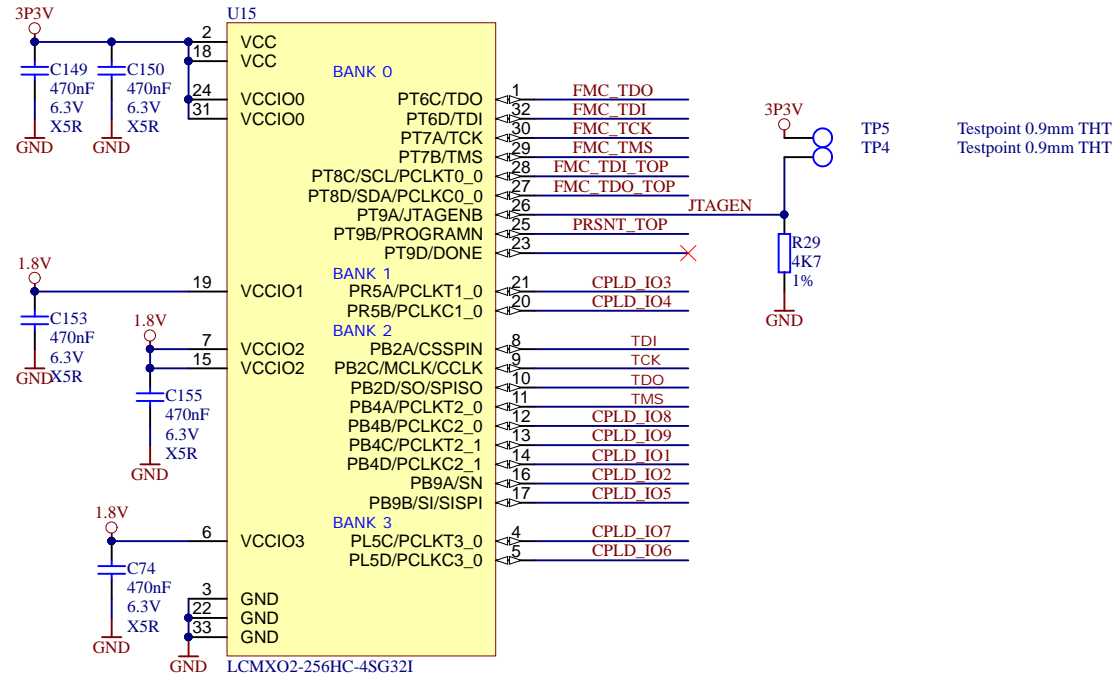 U15
3P3V
2 VCC
18 VCC
C149
470nF
6.3V
X5R
GND
C150
470nF
6.3V
X5R
GND
24 VCCIO0
31 VCCIO0
BANK 0
PT6C/TDO 1 FMC_TDO
PT6D/TDI 32 FMC_TDI
PT7A/TCK 30 FMC_TCK
PT7B/TMS 29 FMC_TMS
PT8C/SCL/PCLKT0_0 28 FMC_TDI_TOP
PT8D/SDA/PCLKC0_0 27 FMC_TDO_TOP
PT9A/JTAGENB 26 JTAGEN
PT9B/PROGRAMN 25 PRSNT_TOP
PT9D/DONE 23
3P3V
TP5 Testpoint 0.9mm THT
TP4 Testpoint 0.9mm THT
R29
4K7
1%
GND
1.8V
19 VCCIO1
C153
470nF
6.3V
X5R
GND
BANK 1
PR5A/PCLKT1_0 21 CPLD_IO3
PR5B/PCLKC1_0 20 CPLD_IO4
1.8V
7 VCCIO2
15 VCCIO2
C155
470nF
6.3V
X5R
GND
BANK 2
PB2A/CSSPIN 8 TDI
PB2C/MCLK/CCLK 9 TCK
PB2D/SO/SPISO 10 TDO
PB4A/PCLKT2_0 11 TMS
PB4B/PCLKC2_0 12 CPLD_IO8
PB4C/PCLKT2_1 13 CPLD_IO9
PB4D/PCLKC2_1 14 CPLD_IO1
PB9A/SN 16 CPLD_IO2
PB9B/SI/SISPI 17 CPLD_IO5
1.8V
6 VCCIO3
C74
470nF
6.3V
X5R
GND
BANK 3
PL5C/PCLKT3_0 4 CPLD_IO7
PL5D/PCLKC3_0 5 CPLD_IO6
3 GND
22 GND
33 GND
GND
LCMXO2-256HC-4SG32I